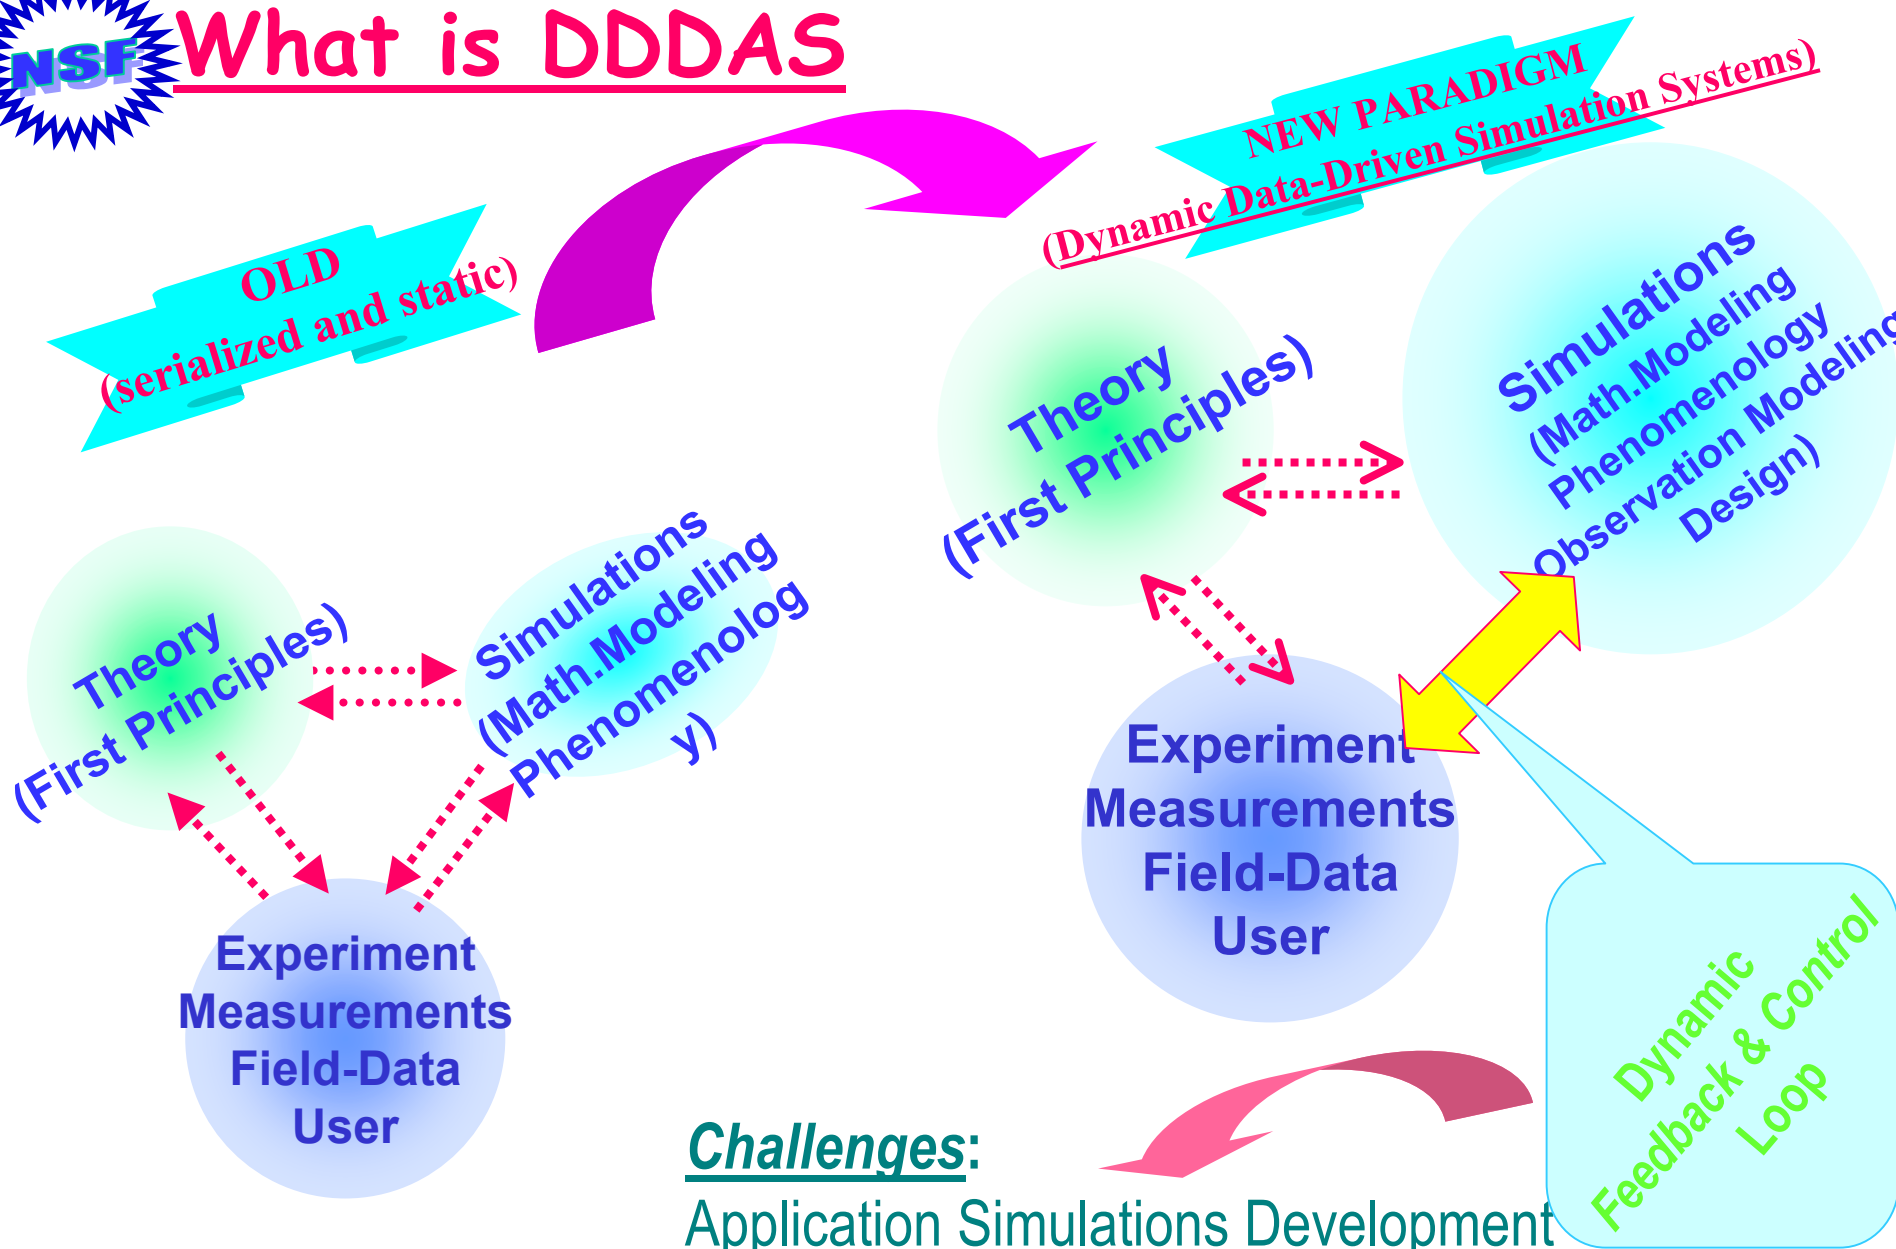 NSF
What is DDDAS
OLD
(serialized and static)
NEW PARADIGM
(Dynamic Data-Driven Simulation Systems)
Theory
(First Principles)
Simulations
(Math.Modeling
Phenomenolog
y)
Experiment
Measurements
Field-Data
User
Theory
(First Principles)
Simulations
(Math.Modeling
Phenomenology
Observation Modeling
Design)
Experiment
Measurements
Field-Data
User
Dynamic
Feedback & Control
Loop
Challenges:
Application Simulations Development